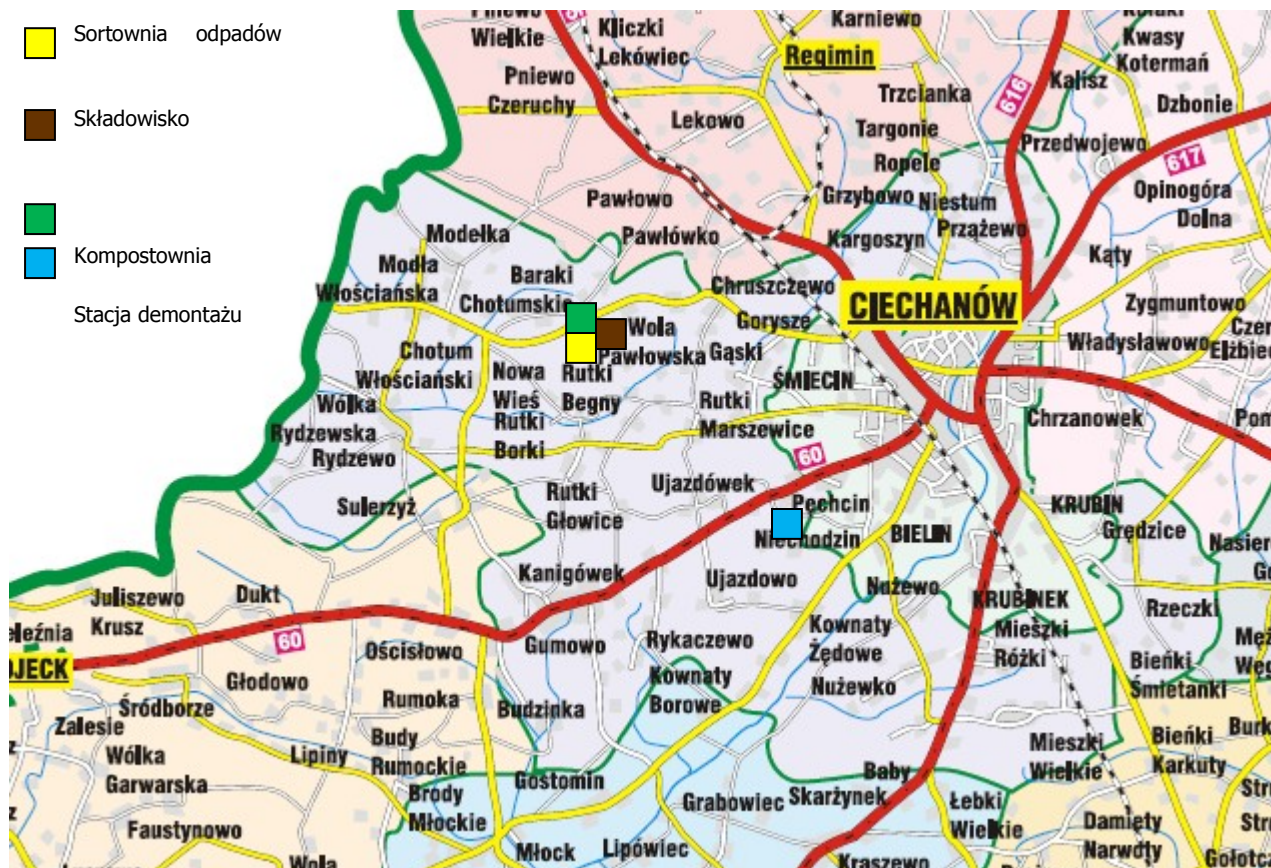 Sortownia odpadów
Składowisko
Kompostownia
Stacja demontażu
Wielkie
Kliczki
Lekówiec
Karniewo
Regimin
Kwasy
Kotermań
Pniewo
Czeruchy
Trzcianka
616
Kalisz
Dzbonie
Lekowo
Targonie
Przedwojewo
617
Ropele
Opinogóra
Dolna
Pawłowo
Grzybowo
Niestum
Modełka
Pawłówko
Kargoszyn
Przążewo
Kąty
Modła
Włościańska
Baraki
Chotumskie
Chruszczewo
CIECHANÓW
Zygmuntowo
Wola
Pawłowska
Gorysze
Władysławowo
Chotum
Włościański
Nowa
Wieś
Rutki
Begny
Gąski
ŚMIECIN
Wólka
Rydzewska
Rutki
Borki
Rutki
Marszewice
Chrzanowek
Rydzewo
60
Sulerzyż
Rutki
Głowice
Ujazdówek
Pęchcin
KRUBIN
Niechodzin
BIELIN
Grędzice
Kanigówek
Ujazdowo
Nużewo
Juliszewo
Krusz
Dukt
KRUBINEK
Rzeczki
60
Ościsłowo
Gumowo
Rykaczewo
Kownaty
Żędowe
Mieszki
Różki
OJECK
Głodowo
Rumoka
Kownaty
Borowe
Nużewko
Bieńki
Śmietanki
Śródborze
Zalesie
Budzinka
Wólka
Garwarska
Lipiny
Budy
Rumockie
Mieszki
Wielkie
Bieńki
Karkuty
Gostomin
Baby
Brody
Młockie
Grabowiec
Skarżynek
Łebki
Wielkie
Damięty
Narwoty
Faustynowo
Młock
Lipówiec
Wola
Kraszewo